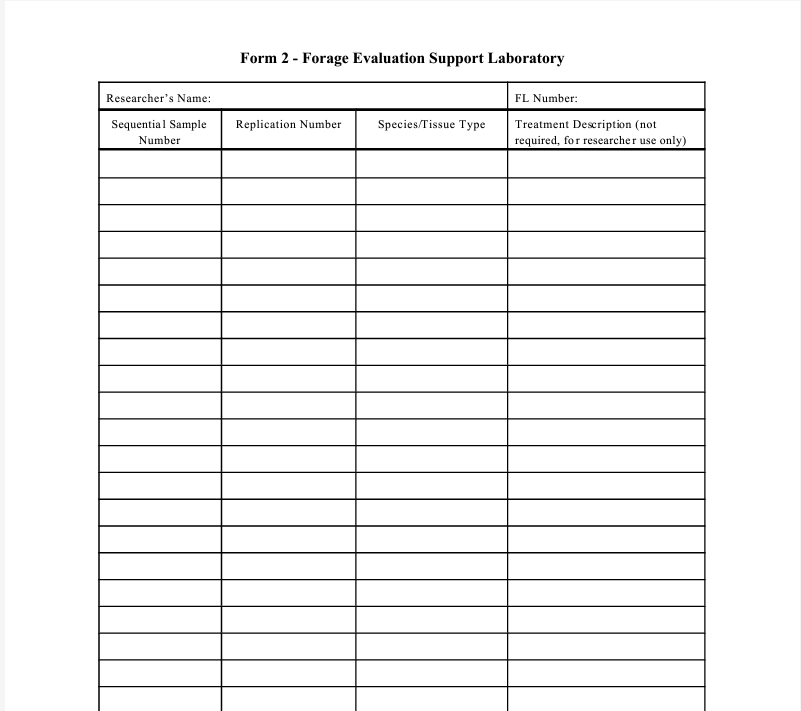 Form 2 - Forage Evaluation Support Laboratory
Researcher's Name:
FL Number:
Sequential Sample
Number
Replication Number
Species/Tissue Type
Treatment Description (not
required, for researcher use only)